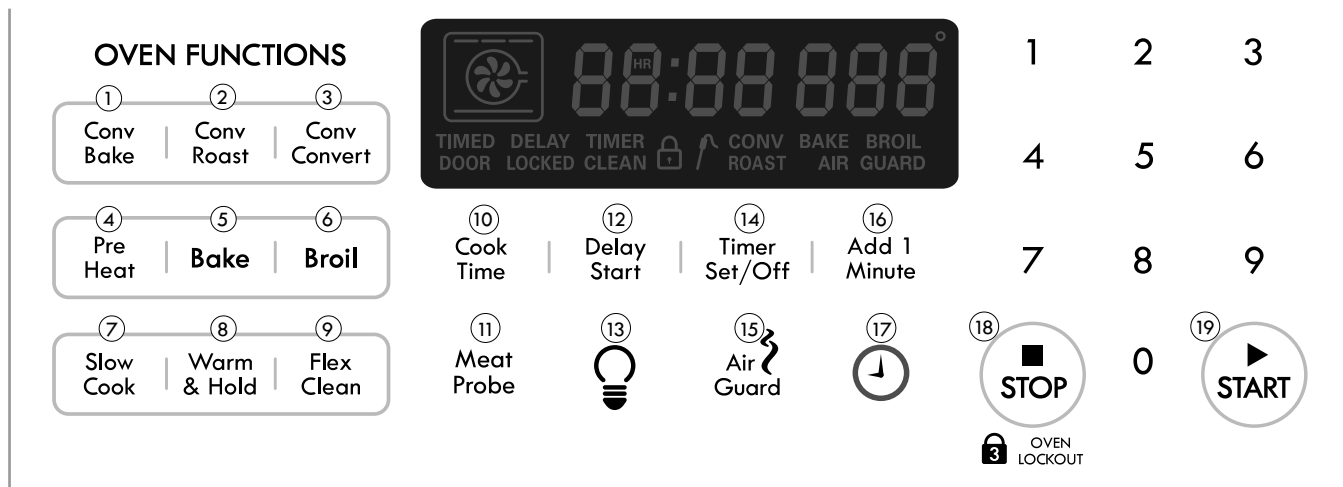 OVEN FUNCTIONS
1 2 3
Conv Bake
Conv Roast
Conv Convert
4 5 6
Pre Heat
Bake
Broil
7 8 9
Slow Cook
Warm & Hold
Flex Clean
88:88 888°
HR
TIMED DELAY TIMER CONV BAKE BROIL
DOOR LOCKED CLEAN ROAST AIR GUARD
10 12 14 16
Cook Time
Delay Start
Timer Set/Off
Add 1 Minute
11 13 15 17
Meat Probe
Air Guard
1 2 3
4 5 6
7 8 9
18 0 19
STOP START
3 OVEN
LOCKOUT